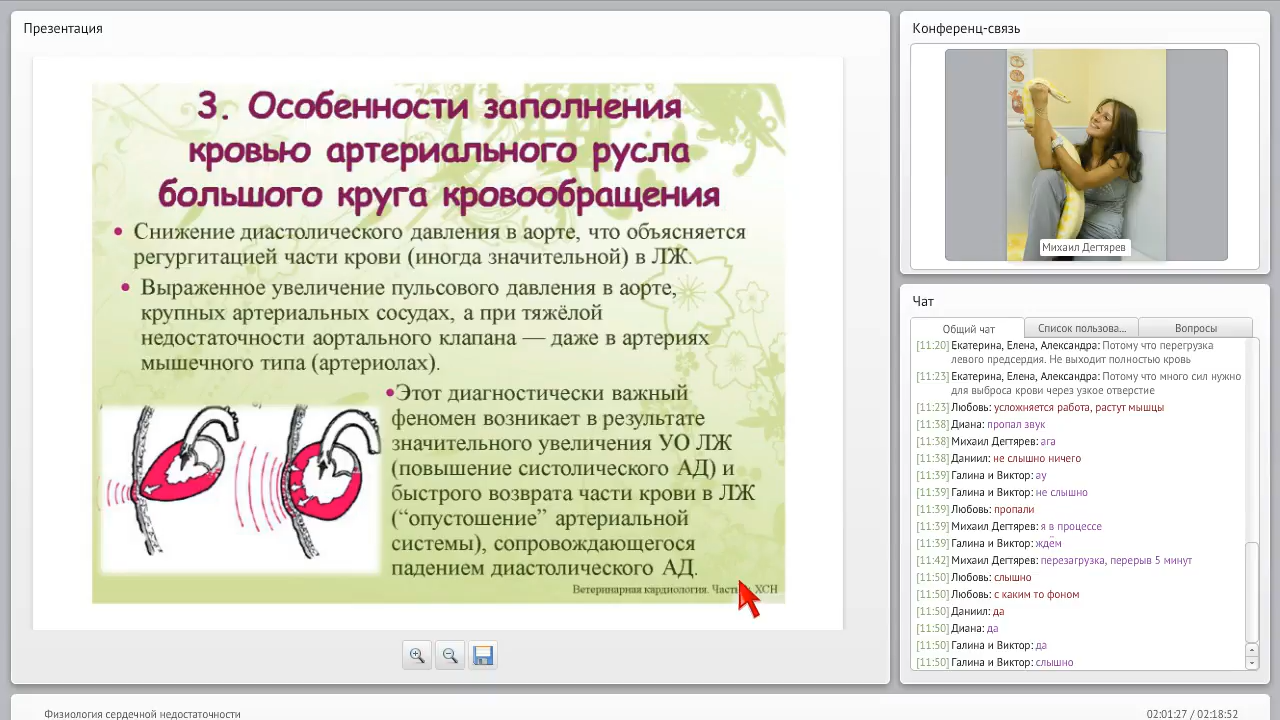 Презентация
3. Особенности заполнения
кровью артериального русла
большого круга кровообращения
Снижение диастолического давления в аорте, что объясняется
регургитацией части крови (иногда значительной) в ЛЖ.
Выраженное увеличение пульсового давления в аорте,
крупных артериальных сосудах, а при тяжёлой
недостаточности аортального клапана — даже в артериях
мышечного типа (артериолах).
Этот диагностически важный
феномен возникает в результате
значительного увеличения УО ЛЖ
(повышение систолического АД) и
быстрого возврата части крови в ЛЖ
(“опустошение” артериальной
системы), сопровождающегося
падением диастолического АД.
Ветеринарная кардиология. ХСН
Конференц-связь
Михаил Дегтярев
Чат
Общий чат
Список пользова...
Вопросы
[11:20] Екатерина, Елена, Александра: Потому что перегрузка
левого предсердия. Не выходит полностью кровь
[11:23] Екатерина, Елена, Александра: Потому что много сил нужно
для выброса крови через узкое отверстие
[11:23] Любовь: усложняется работа, растут мышцы
[11:38] Диана: пропал звук
[11:38] Михаил Дегтярев: ага
[11:38] Даниил: не слышно ничего
[11:39] Галина и Виктор: ау
[11:39] Галина и Виктор: не слышно
[11:39] Любовь: пропали
[11:39] Михаил Дегтярев: я в процессе
[11:39] Галина и Виктор: ждём
[11:42] Михаил Дегтярев: перезагрузка, перерыв 5 минут
[11:50] Любовь: слышно
[11:50] Любовь: с каким то фоном
[11:50] Даниил: да
[11:50] Диана: да
[11:50] Галина и Виктор: да
[11:50] Галина и Виктор: слышно
Физиология сердечной недостаточности
02:01:27 / 02:18:52